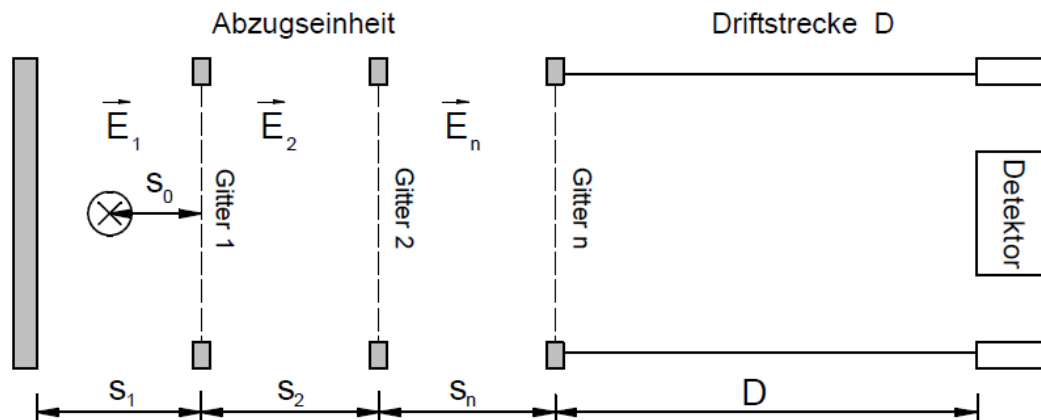 Abzugseinheit
Driftstrecke D
E₁
E₂
Eₙ
s₀
Gitter 1
Gitter 2
Gitter n
Detektor
s₁
s₂
sₙ
D